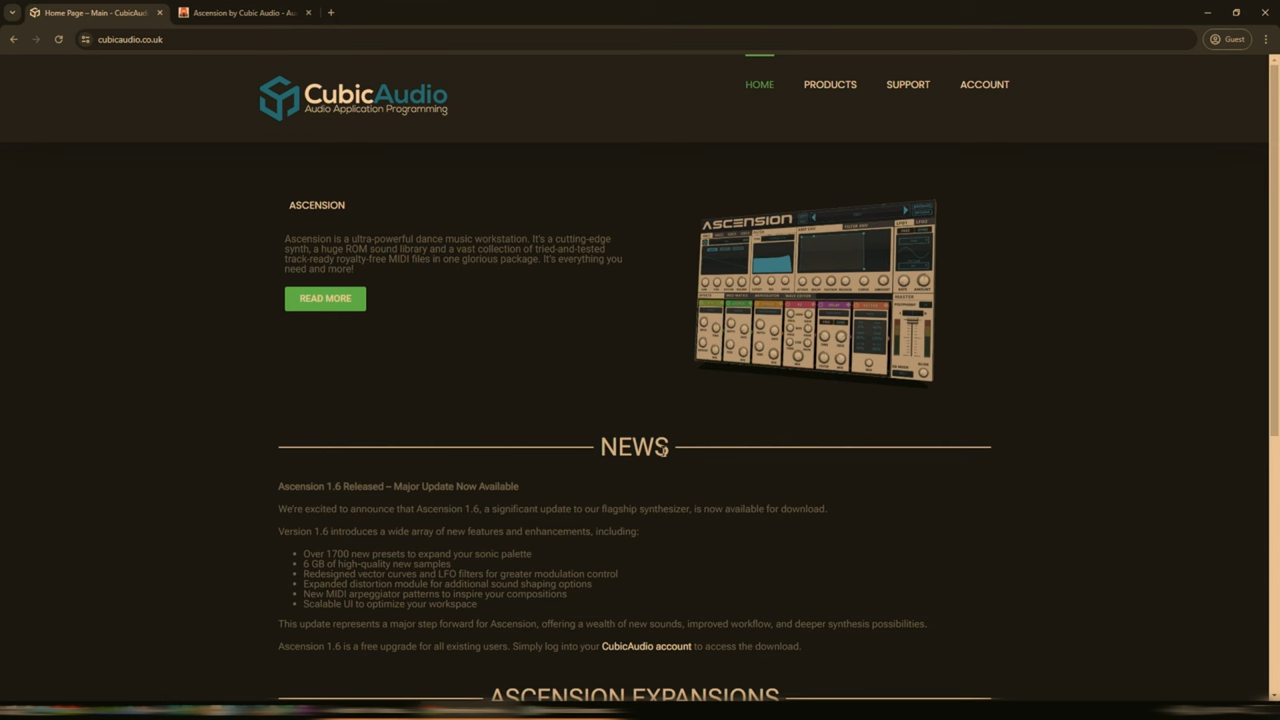 Home Page – Main - CubicAud
Ascension by Cubic Audio - Au
cubicaudio.co.uk
Guest
CubicAudio
Audio Application Programming
HOME
PRODUCTS
SUPPORT
ACCOUNT
ASCENSION
Ascension is a ultra-powerful dance music workstation. It's a cutting-edge
synth, a huge ROM sound library and a vast collection of tried-and-tested
track-ready royalty-free MIDI files in one glorious package. It's everything you
need and more!
READ MORE
ASCENSION
MASTER
NEWS
Ascension 1.6 Released – Major Update Now Available
We're excited to announce that Ascension 1.6, a significant update to our flagship synthesizer, is now available for download.
Version 1.6 introduces a wide array of new features and enhancements, including:
• Over 1700 new presets to expand your sonic palette
• 6 GB of high-quality new samples
• Redesigned vector curves and LFO filters for greater modulation control
• Expanded distortion module for additional sound shaping options
• New MIDI arpeggiator patterns to inspire your compositions
• Scalable UI to optimize your workspace
This update represents a major step forward for Ascension, offering a wealth of new sounds, improved workflow, and deeper synthesis possibilities.
Ascension 1.6 is a free upgrade for all existing users. Simply log into your CubicAudio account to access the download.
ASCENSION EXPANSIONS